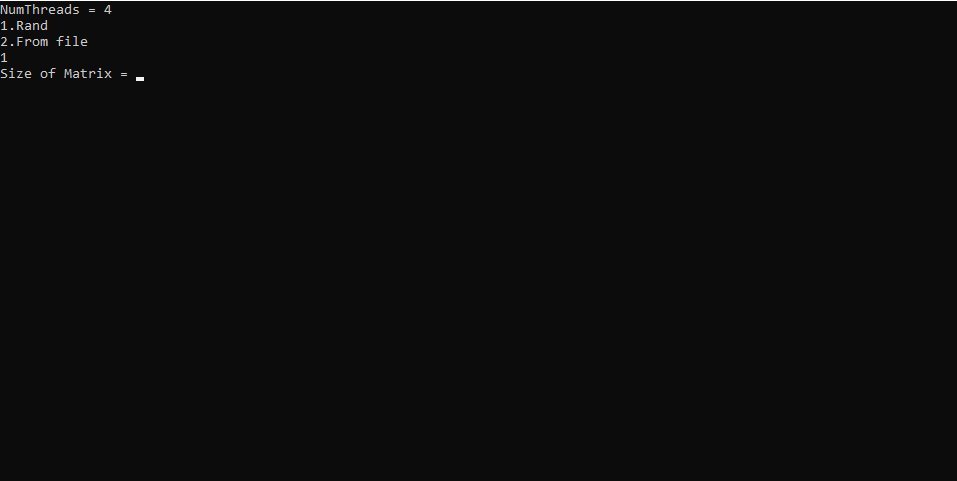 NumThreads = 4
1.Rand
2.From file
1
Size of Matrix =